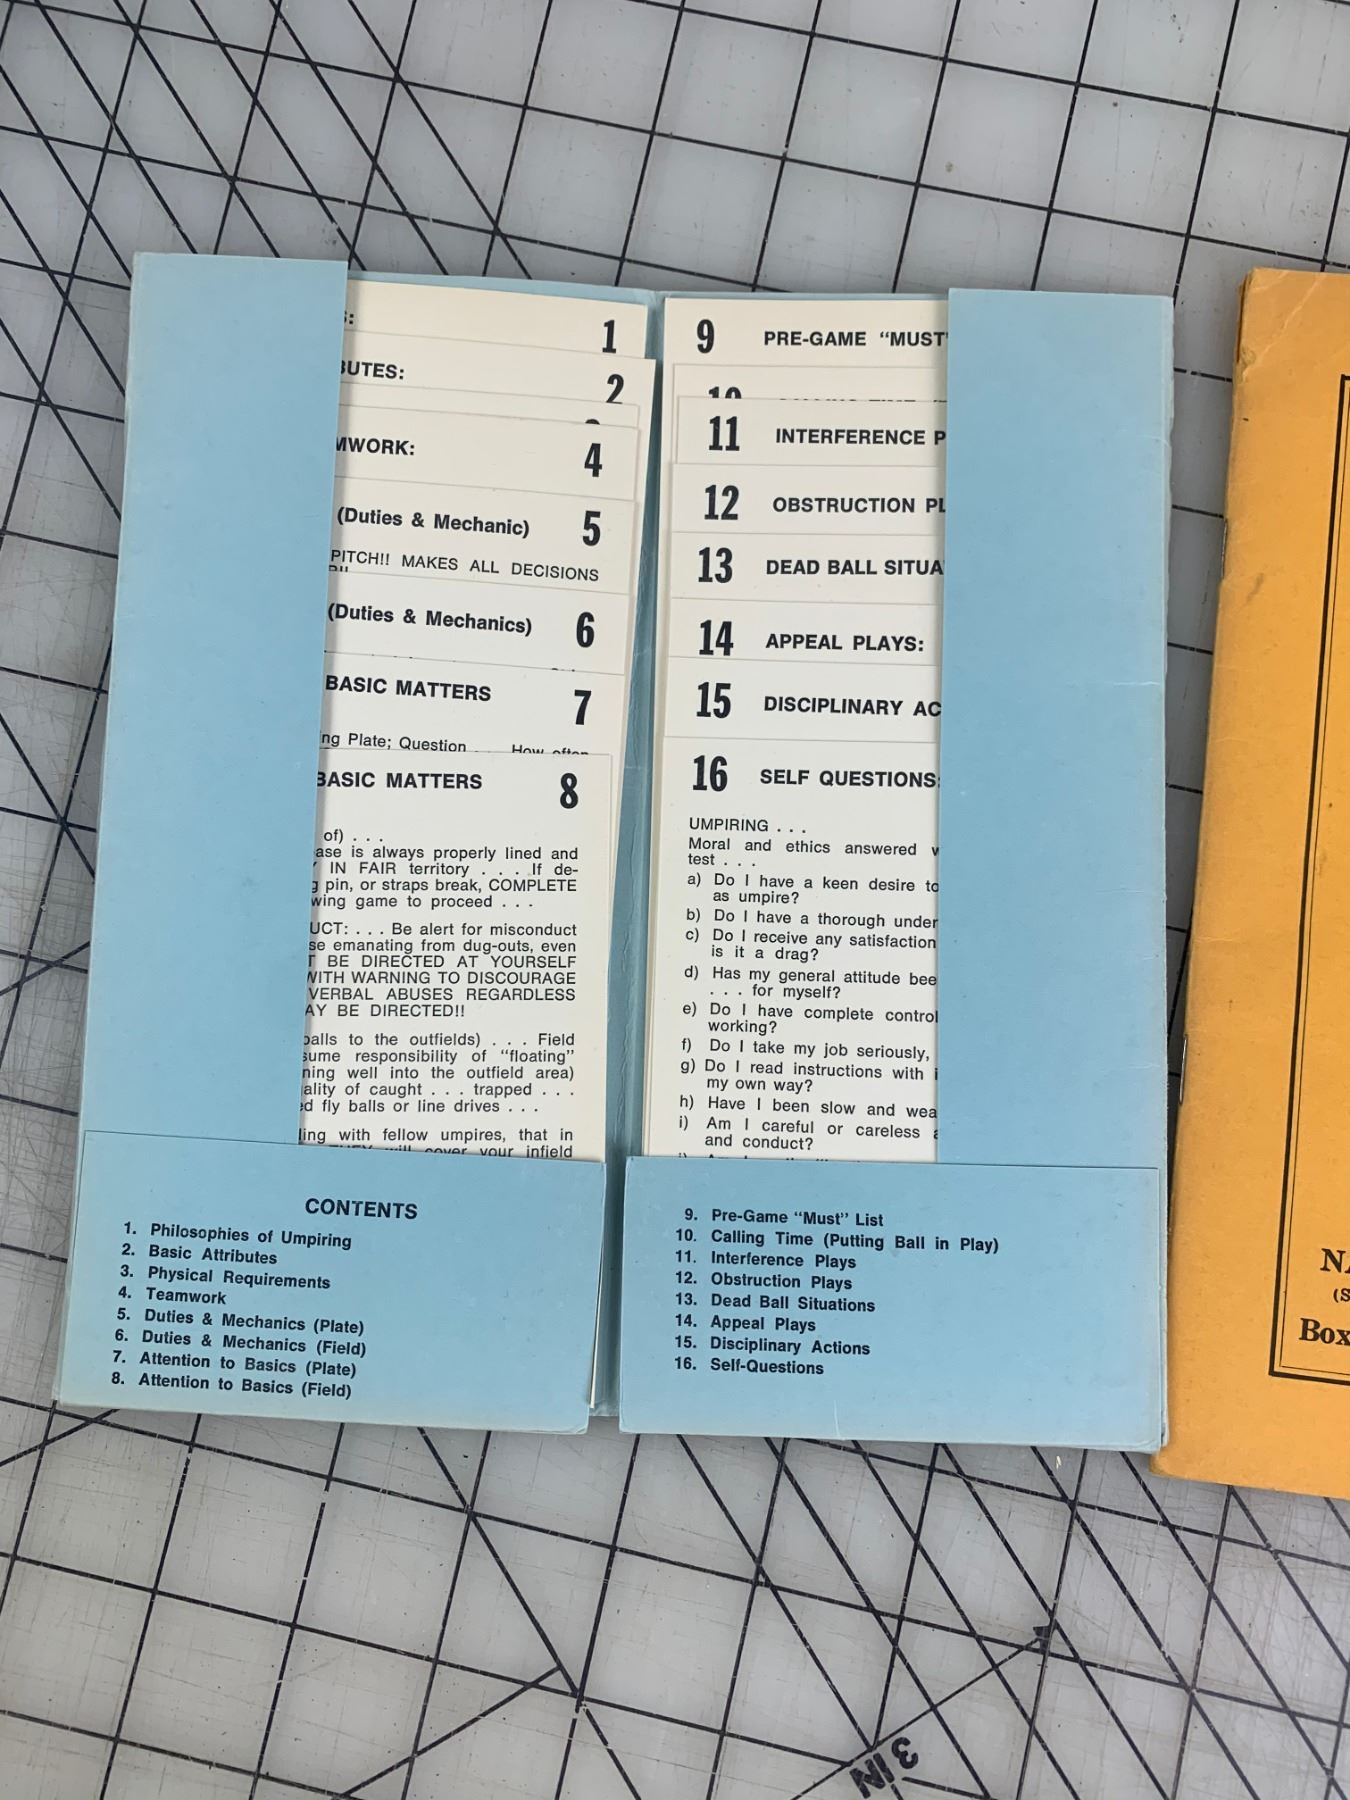 1
2
4
MWORK:
(Duties & Mechanic) 5
PITCH!! MAKES ALL DECISIONS
(Duties & Mechanics) 6
BASIC MATTERS 7
Plate; Question . . . How often
BASIC MATTERS 8
of) . . .
is always properly lined and
IN FAIR territory . . . If de-
pin, or straps break, COMPLETE
game to proceed . . .
. . . Be alert for misconduct
emanating from dug-outs, even
BE DIRECTED AT YOURSELF
WITH WARNING TO DISCOURAGE
VERBAL ABUSES REGARDLESS
BE DIRECTED!!
balls to the outfields) . . . Field
responsibility of "floating"
well into the outfield area)
of caught . . . trapped . . .
fly balls or line drives . . .
with fellow umpires, that in
will cover your infield
CONTENTS
1. Philosophies of Umpiring
2. Basic Attributes
3. Physical Requirements
4. Teamwork
5. Duties & Mechanics (Plate)
6. Duties & Mechanics (Field)
7. Attention to Basics (Plate)
8. Attention to Basics (Field)
9 PRE-GAME "MUST"
10
11 INTERFERENCE P
12 OBSTRUCTION PL
13 DEAD BALL SITUA
14 APPEAL PLAYS:
15 DISCIPLINARY AC
16 SELF QUESTIONS:
UMPIRING . . .
Moral and ethics answered
test . . .
a) Do I have a keen desire to
as umpire?
b) Do I have a thorough under
c) Do I receive any satisfaction
is it a drag?
d) Has my general attitude bee
. . . for myself?
e) Do I have complete control
working?
f) Do I take my job seriously,
g) Do I read instructions with
my own way?
h) Have I been slow and wea
i) Am I careful or careless
and conduct?
9. Pre-Game "Must" List
10. Calling Time (Putting Ball in Play)
11. Interference Plays
12. Obstruction Plays
13. Dead Ball Situations
14. Appeal Plays
15. Disciplinary Actions
16. Self-Questions
Box
3 IN